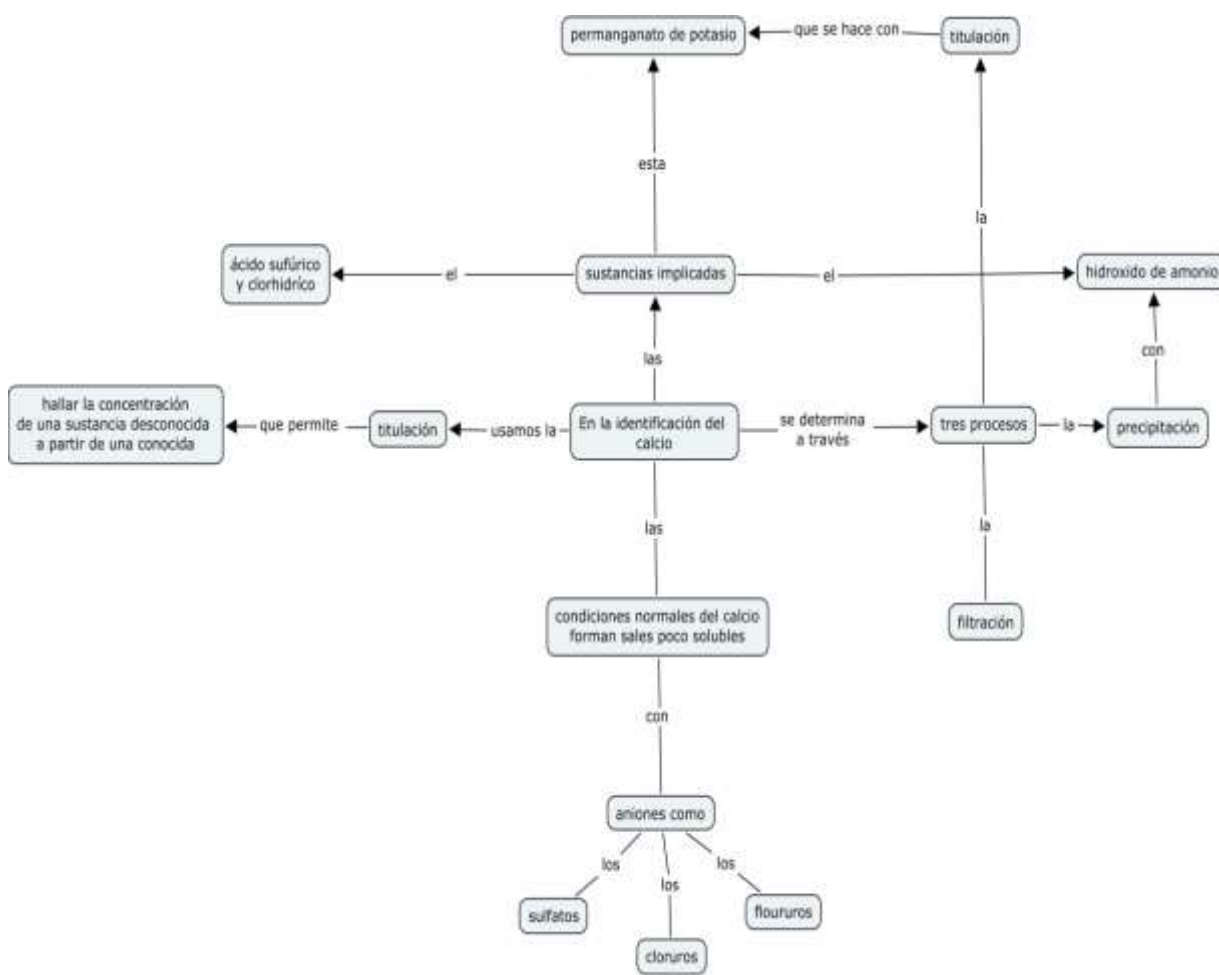 permanganato de potasio
que se hace con
titulación
esta
la
ácido sufúrico
y clorhidríco
el
sustancias implicadas
el
hidroxido de amonio
las
con
hallar la concentración
de una sustancia desconocida
a partir de una conocida
que permite
titulación
usamos la
En la identificación del
calcio
se determina
a través
tres procesos
la
precipitación
las
la
condiciones normales del calcio
forman sales poco solubles
filtración
con
aniones como
los
los
los
sulfatos
cloruros
floururos